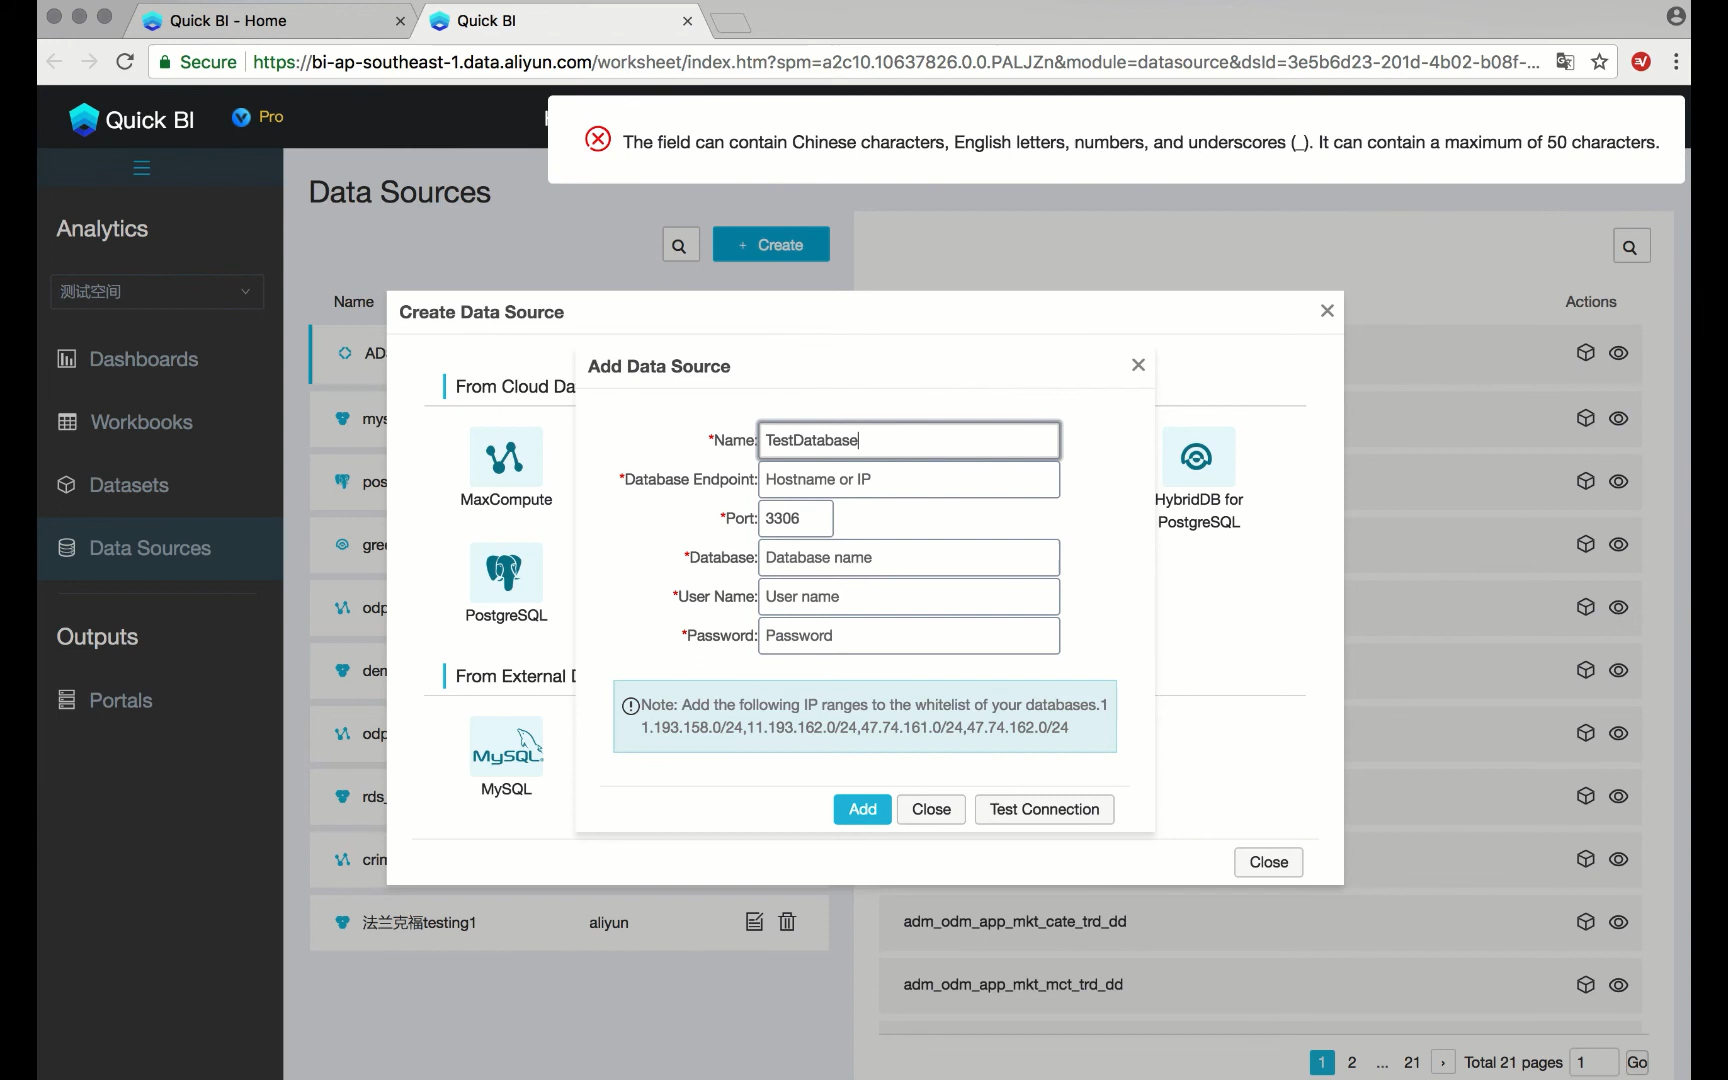 Quick BI - Home
Quick BI
Secure
https://bi-ap-southeast-1.data.aliyun.com/worksheet/index.htm?spm=a2c10.10637826.0.0.PALJZn&module=datasource&dsId=3e5b6d23-201d-4b02-b08f-...
Quick BI
Pro
The field can contain Chinese characters, English letters, numbers, and underscores (_). It can contain a maximum of 50 characters.
Analytics
测试空间
Dashboards
Workbooks
Datasets
Data Sources
Outputs
Portals
Data Sources
+ Create
Name
Actions
AD
mys
pos
gre
odp
den
odp
rds_
crin
法兰克福testing1
aliyun
Create Data Source
From Cloud Da
MaxCompute
PostgreSQL
HybridDB for
PostgreSQL
From External
MySQL
MySQL
Close
Add Data Source
*Name:
TestDatabase
*Database Endpoint:
Hostname or IP
*Port:
3306
*Database:
Database name
*User Name:
User name
*Password:
Password
Note: Add the following IP ranges to the whitelist of your databases.1
1.193.158.0/24,11.193.162.0/24,47.74.161.0/24,47.74.162.0/24
Add
Close
Test Connection
adm_odm_app_mkt_cate_trd_dd
adm_odm_app_mkt_mct_trd_dd
1 2 ... 21 › Total 21 pages 1 Go